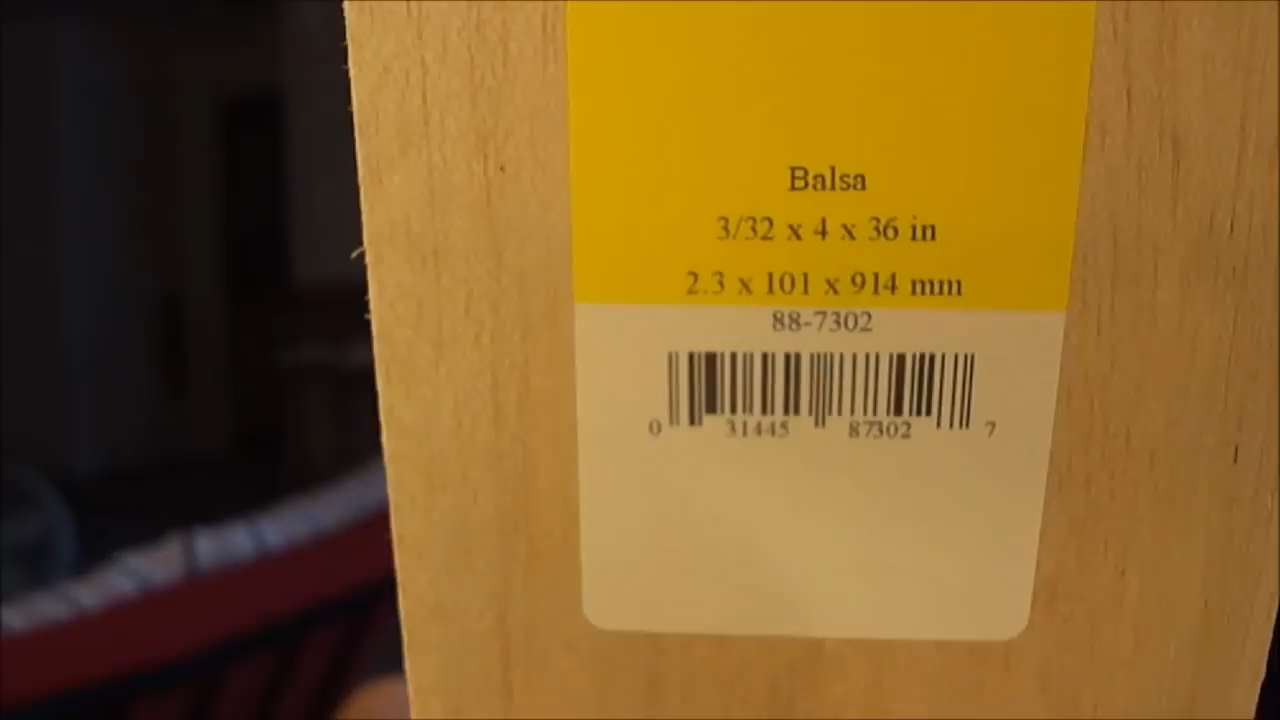 Balsa
3/32 x 4 x 36 in
2.3 x 101 x 914 mm
88-7302
0 31445 87302 7